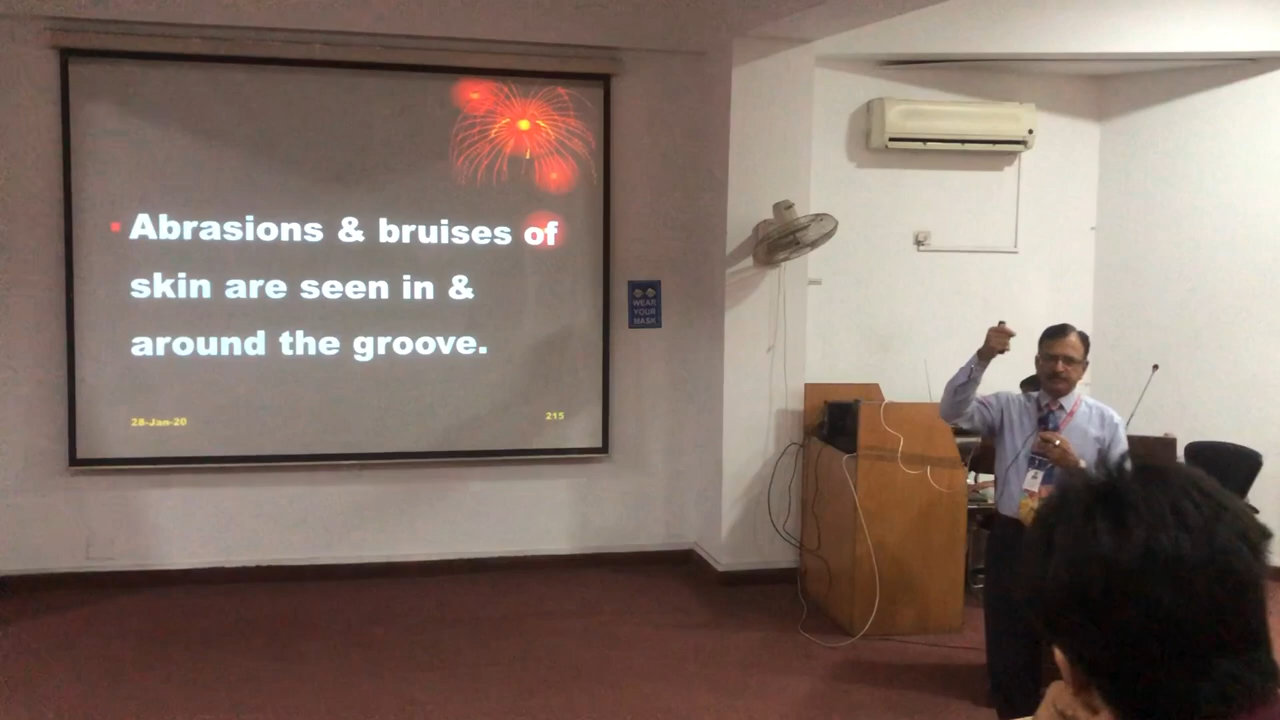 Abrasions & bruises of
skin are seen in &
around the groove.
28-Jan-20
215
WEAR
YOUR
MASK